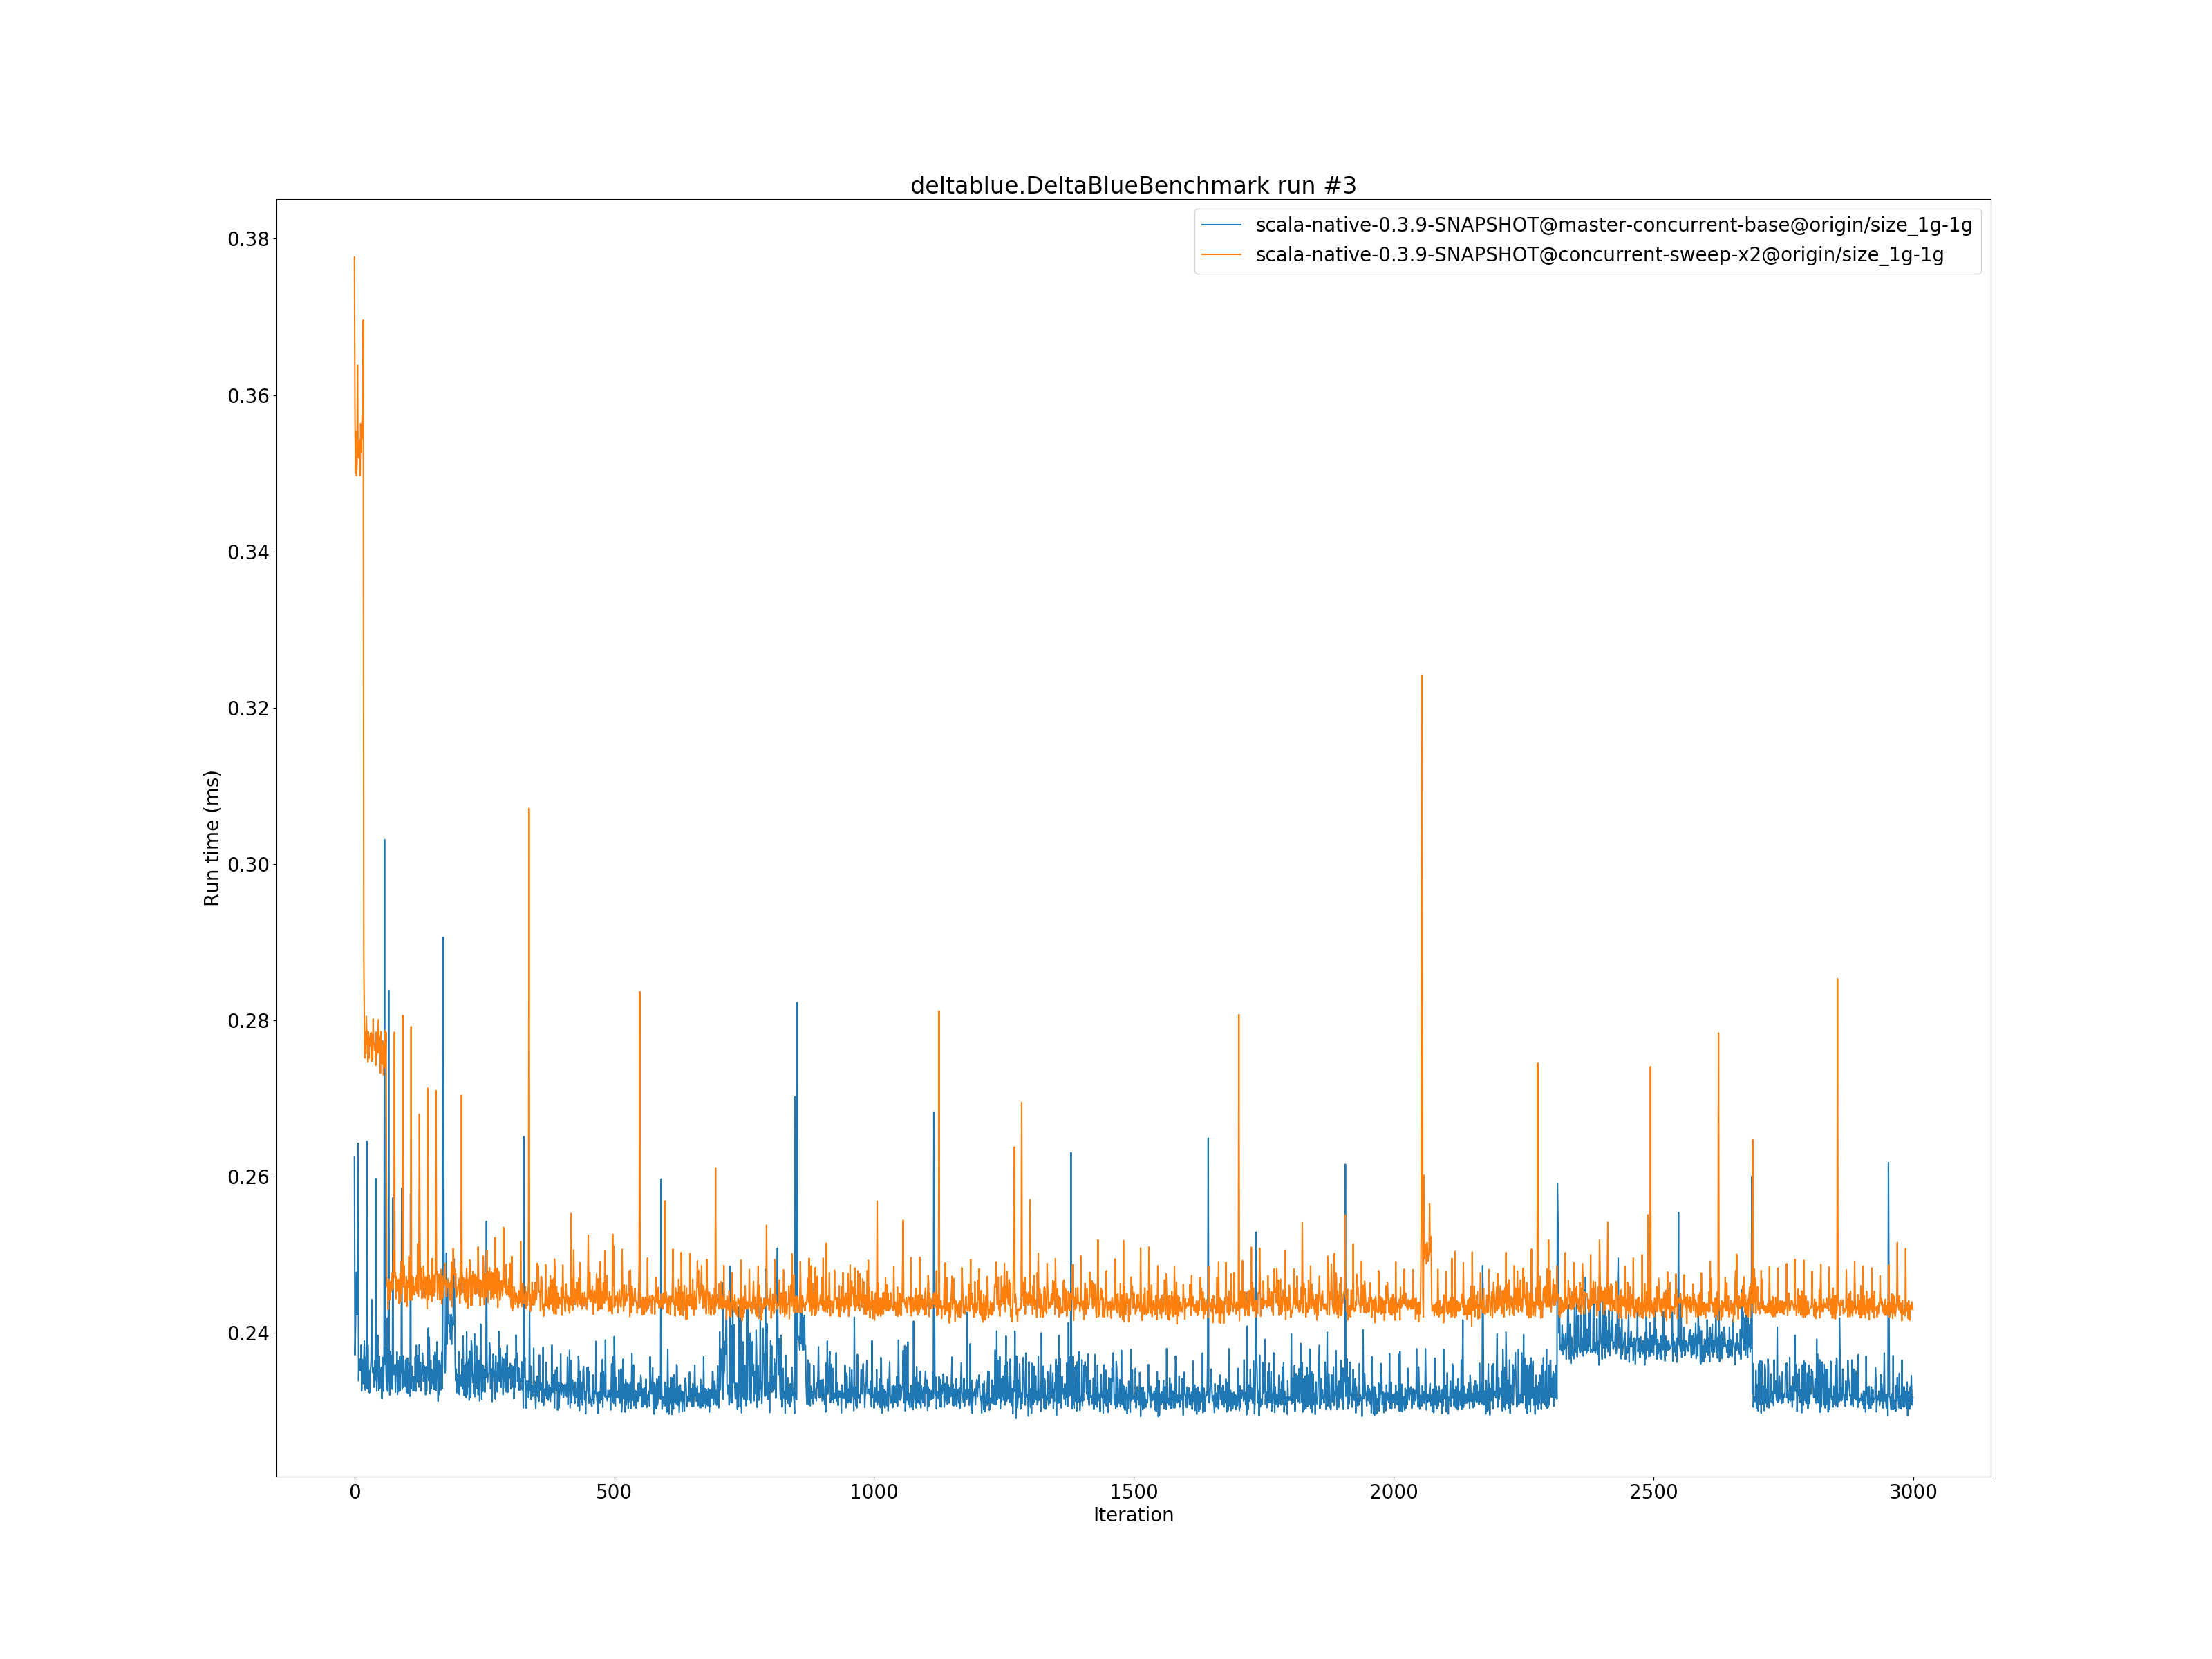 deltablue.DeltaBlueBenchmark run #3
scala-native-0.3.9-SNAPSHOT@master-concurrent-base@origin/size_1g-1g
scala-native-0.3.9-SNAPSHOT@concurrent-sweep-x2@origin/size_1g-1g
0.38
0.36
0.34
0.32
0.30
0.28
0.26
0.24
Run time (ms)
0 500 1000 1500 2000 2500 3000
Iteration